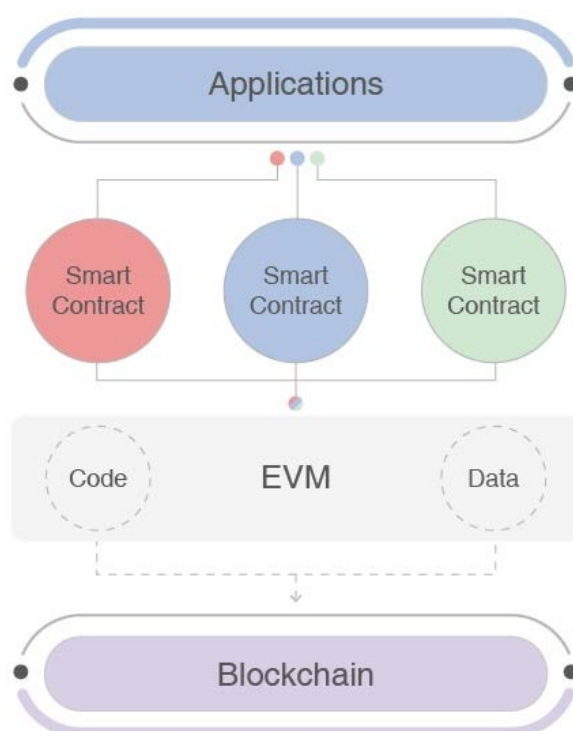 Applications
Smart
Contract
Smart
Contract
Smart
Contract
Code
EVM
Data
Blockchain